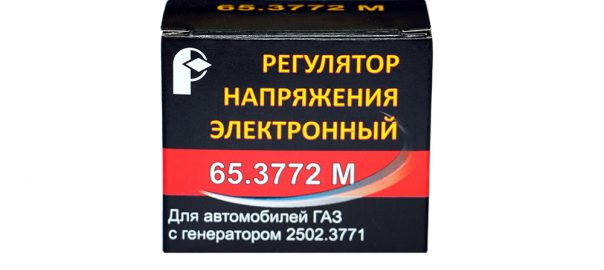 65.3772 М
РЕГУЛЯТОР
НАПРЯЖЕНИЯ
ЭЛЕКТРОННЫЙ
65.3772 М
Для автомобилей ГАЗ
с генератором 2502.3771